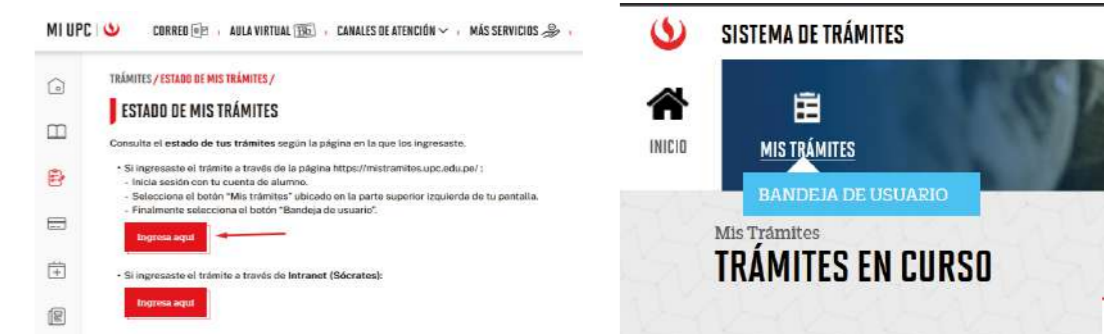 MI UPC
CORREO
AULA VIRTUAL
CANALES DE ATENCIÓN
MÁS SERVICIOS
TRÁMITES / ESTADO DE MIS TRÁMITES /
ESTADO DE MIS TRÁMITES
Consulta el estado de tus trámites según la página en la que los ingresaste.
• Si ingresaste el trámite a través de la página https://mistramites.upc.edu.pe/ :
- Inicia sesión con tu cuenta de alumno.
- Selecciona el botón "Mis trámites" ubicado en la parte superior izquierda de tu pantalla.
- Finalmente selecciona el botón "Bandeja de usuario".
Ingresa aquí
• Si ingresaste el trámite a través de Intranet (Sócrates):
Ingresa aquí
SISTEMA DE TRÁMITES
INICIO
MIS TRÁMITES
BANDEJA DE USUARIO
Mis Trámites
TRÁMITES EN CURSO